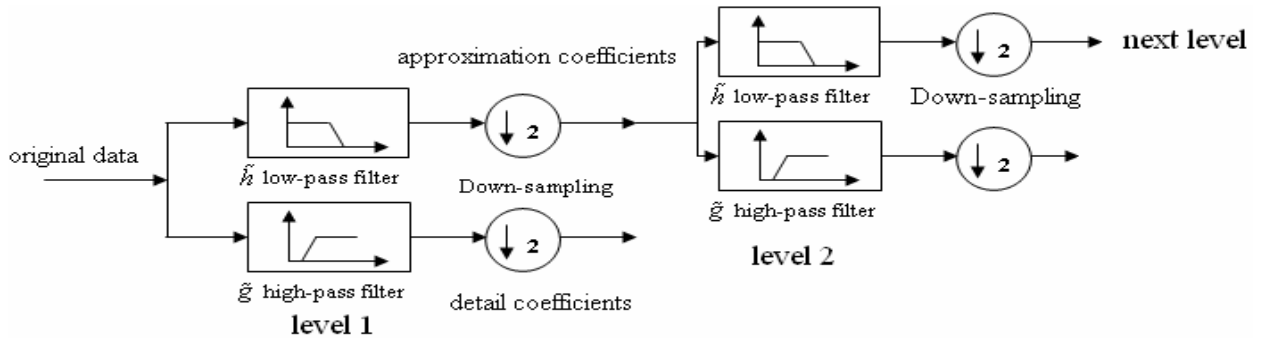 original data
h̃ low-pass filter
↓ 2
Down-sampling
approximation coefficients
g̃ high-pass filter
↓ 2
detail coefficients
level 1
h̃ low-pass filter
↓ 2
Down-sampling
next level
g̃ high-pass filter
↓ 2
level 2